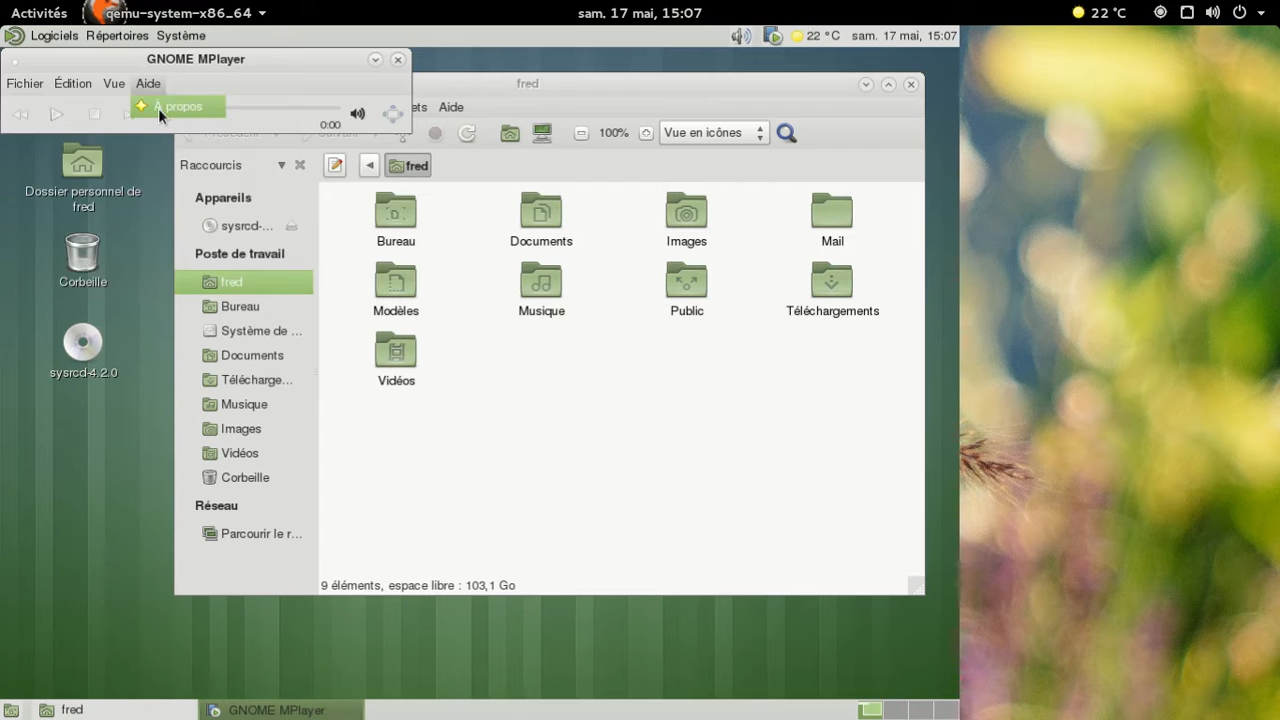 Activités qemu-system-x86_64 sam. 17 mai, 15:07 22 °C
Logiciels Répertoires Système 22 °C sam. 17 mai, 15:07
GNOME MPlayer
Fichier Édition Vue Aide
À propos
0:00
fred
Aide
100% Vue en icônes
Raccourcis
fred
Appareils
sysrcd-...
Poste de travail
fred
Bureau
Système de ...
Documents
Télécharge...
Musique
Images
Vidéos
Corbeille
Réseau
Parcourir le r...
Bureau Documents Images Mail
Modèles Musique Public Téléchargements
Vidéos
9 éléments, espace libre : 103,1 Go
Dossier personnel de
fred
Corbeille
sysrcd-4.2.0
fred GNOME MPlayer